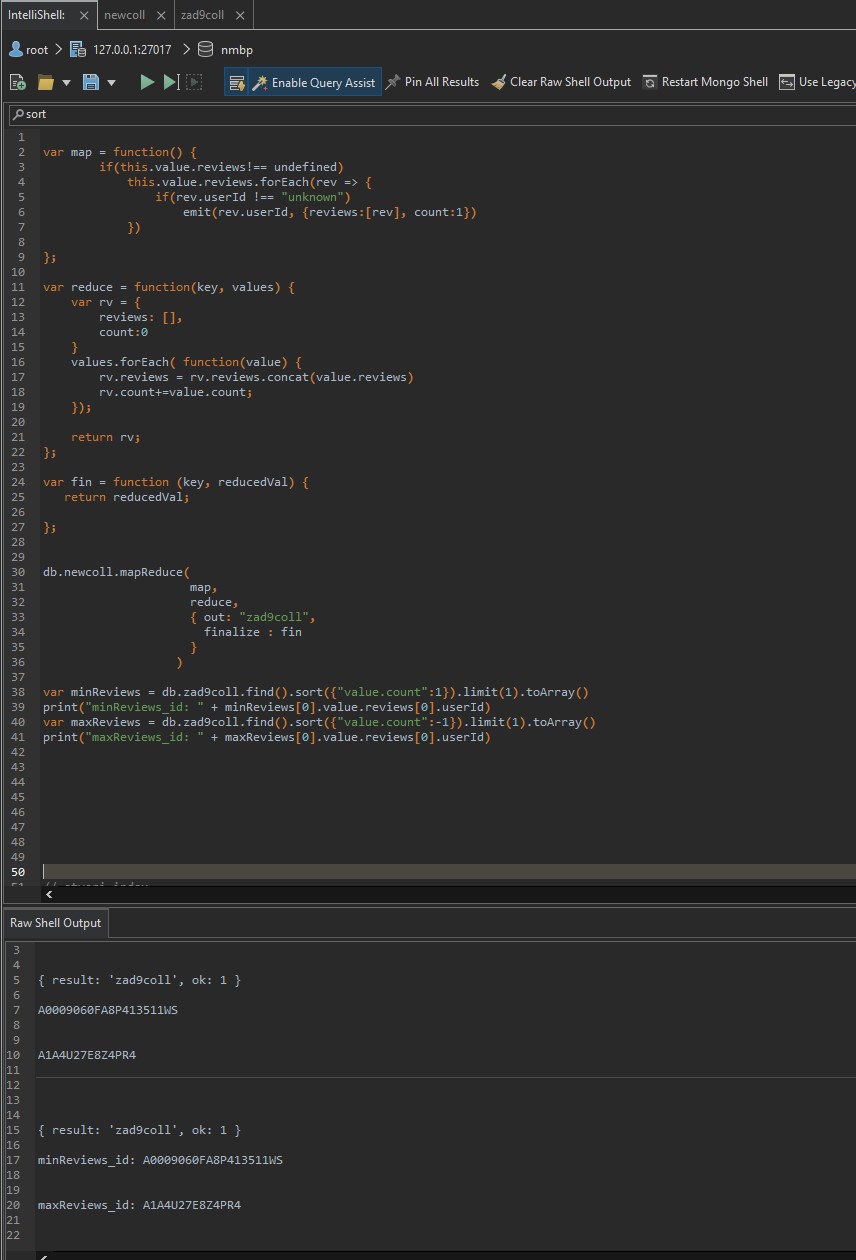 IntelliShell: × newcoll × zad9coll ×
root > 127.0.0.1:27017 > nmbp
Enable Query Assist Pin All Results Clear Raw Shell Output Restart Mongo Shell Use Legacy
sort
1
2 var map = function() {
3 if(this.value.reviews!== undefined)
4 this.value.reviews.forEach(rev => {
5 if(rev.userId !== "unknown")
6 emit(rev.userId, {reviews:[rev], count:1})
7 })
8
9 };
10
11 var reduce = function(key, values) {
12 var rv = {
13 reviews: [],
14 count:0
15 }
16 values.forEach( function(value) {
17 rv.reviews = rv.reviews.concat(value.reviews)
18 rv.count+=value.count;
19 });
20
21 return rv;
22 };
23
24 var fin = function (key, reducedVal) {
25 return reducedVal;
26
27 };
28
29
30 db.newcoll.mapReduce(
31 map,
32 reduce,
33 { out: "zad9coll",
34 finalize : fin
35 }
36 )
37
38 var minReviews = db.zad9coll.find().sort({"value.count":1}).limit(1).toArray()
39 print("minReviews_id: " + minReviews[0].value.reviews[0].userId)
40 var maxReviews = db.zad9coll.find().sort({"value.count":-1}).limit(1).toArray()
41 print("maxReviews_id: " + maxReviews[0].value.reviews[0].userId)
42
43
44
45
46
47
48
49
50
Raw Shell Output
3
4
5 { result: 'zad9coll', ok: 1 }
6
7 A0009060FA8P413511WS
8
9
10 A1A4U27E8Z4PR4
11
12
13
14
15 { result: 'zad9coll', ok: 1 }
16
17 minReviews_id: A0009060FA8P413511WS
18
19
20 maxReviews_id: A1A4U27E8Z4PR4
21
22